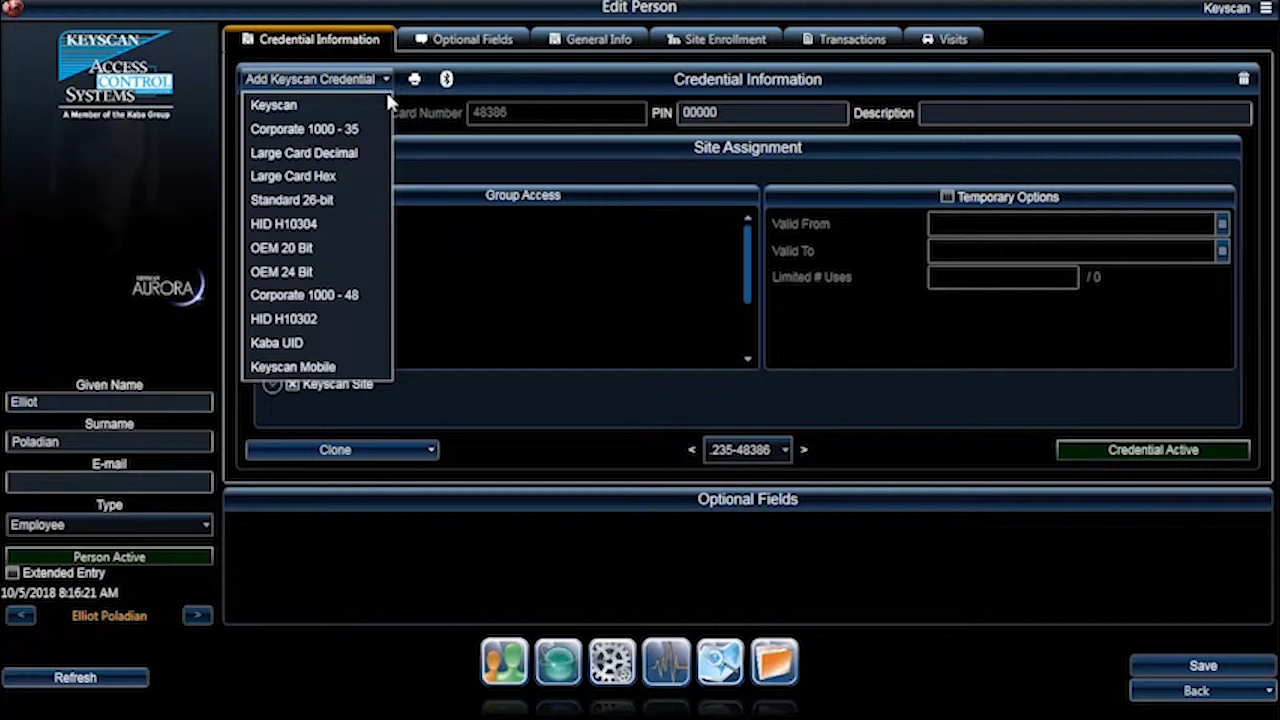 Edit Person
Keyscan
KEYSCAN
ACCESS
CONTROL
SYSTEMS
A Member of the Kaba Group
Credential Information
Optional Fields
General Info
Site Enrollment
Transactions
Visits
Add Keyscan Credential
Credential Information
Keyscan
Corporate 1000 - 35
Large Card Decimal
Large Card Hex
Standard 26-bit
HID H10304
OEM 20 Bit
OEM 24 Bit
Corporate 1000 - 48
HID H10302
Kaba UID
Keyscan Mobile
Card Number
48386
PIN
00000
Description
Site Assignment
Group Access
Temporary Options
Valid From
Valid To
Limited # Uses
/ 0
Keyscan Site
Clone
<
.235-48386
>
Credential Active
Optional Fields
KEYSCAN
AURORA
Given Name
Elliot
Surname
Poladian
E-mail
Type
Employee
Person Active
Extended Entry
10/5/2018 8:16:21 AM
<
Elliot Poladian
>
Refresh
Save
Back